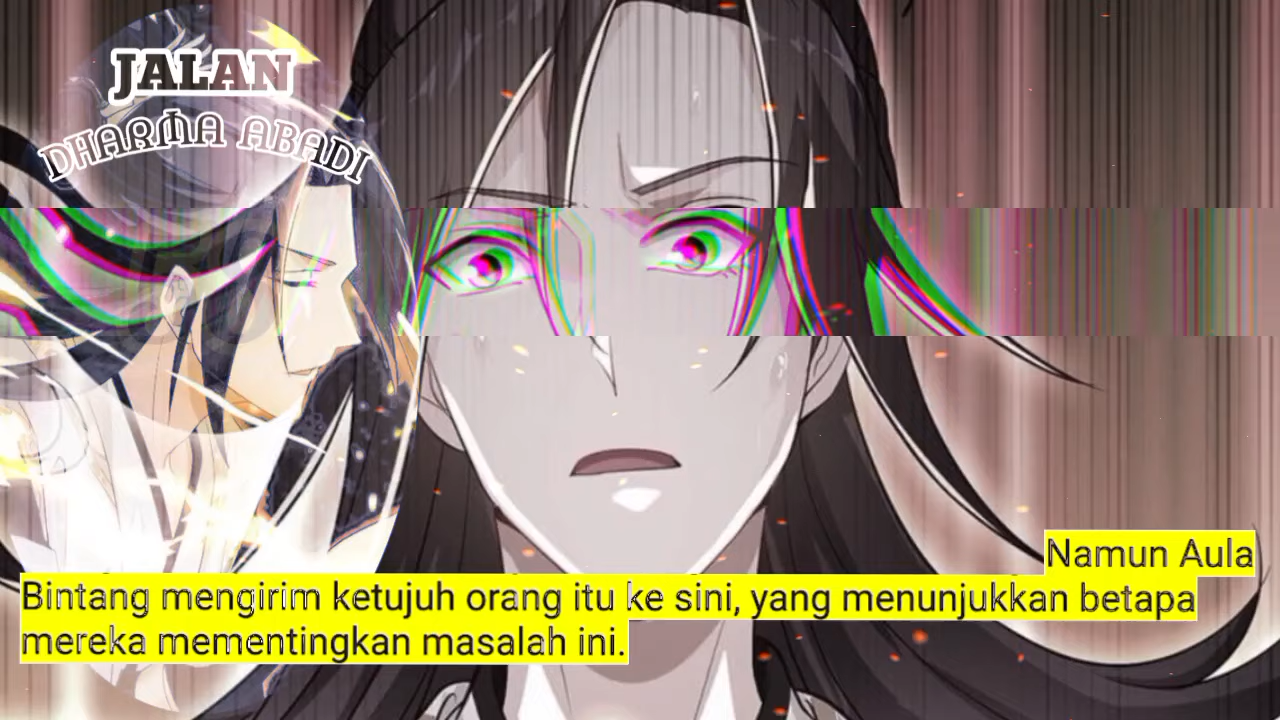 JALAN
DHARMA ABADI
Namun Aula
Bintang mengirim ketujuh orang itu ke sini, yang menunjukkan betapa
mereka mementingkan masalah ini.